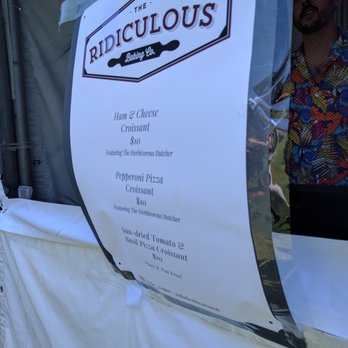 THE
RIDICULOUS
Baking Co.
Ham & Cheese
Croissant
$10
Featuring The Herbivorous Butcher
Pepperoni Pizza
Croissant
$10
Featuring The Herbivorous Butcher
Sun-dried Tomato &
Basil Pizza Croissant
$10